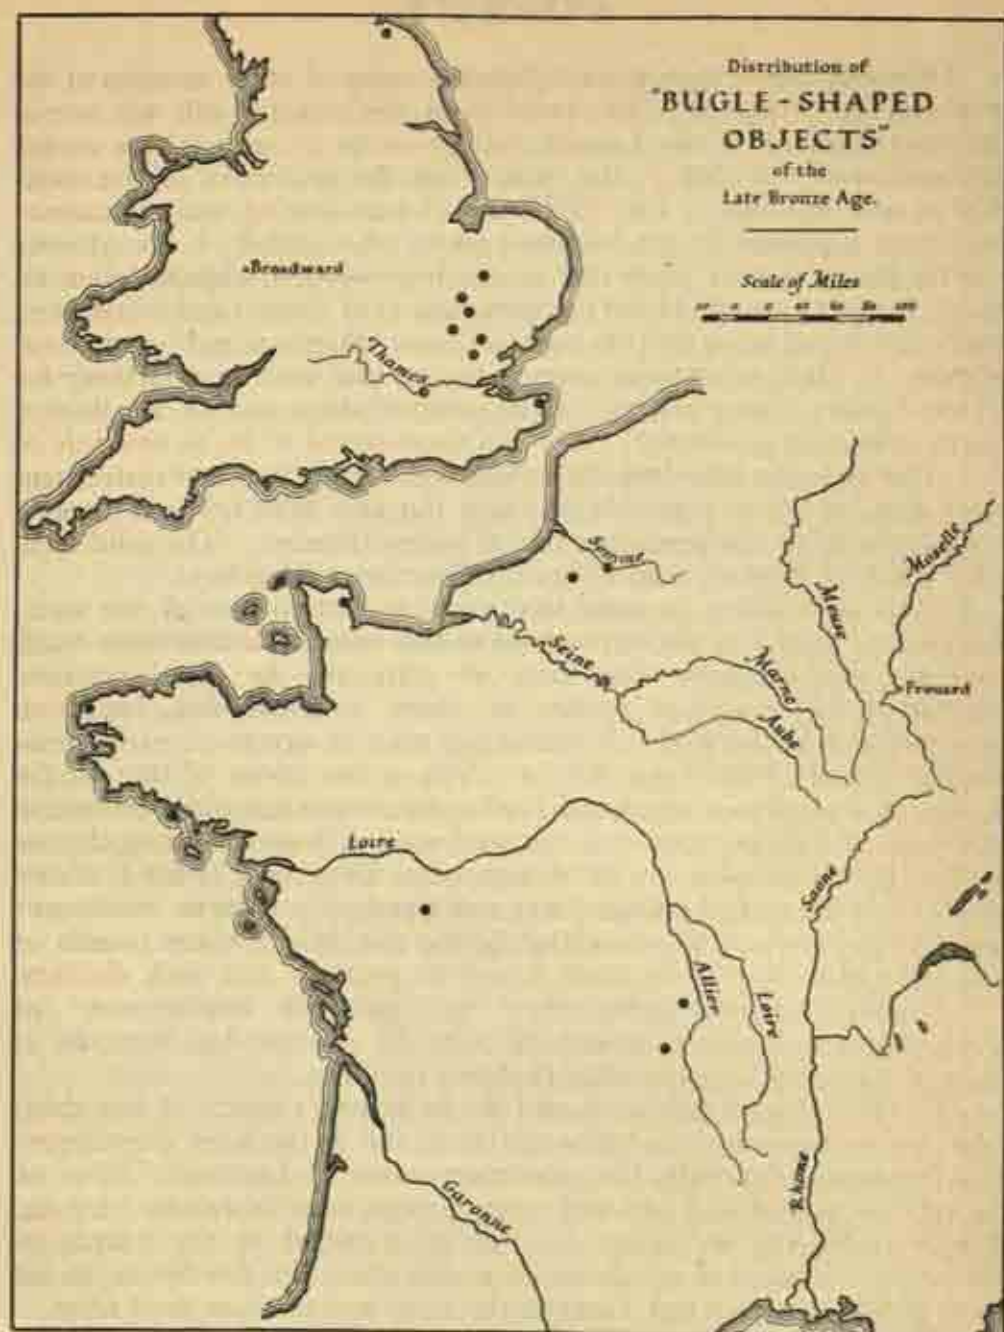 Distribution of
"BUGLE-SHAPED
OBJECTS"
of the
Late Bronze Age.
Scale of Miles
Broadward
Thames
Somme
Moselle
Meuse
Seine
Marne
Aube
Frouard
Loire
Saone
Allier
Loire
Rhone
Garonne